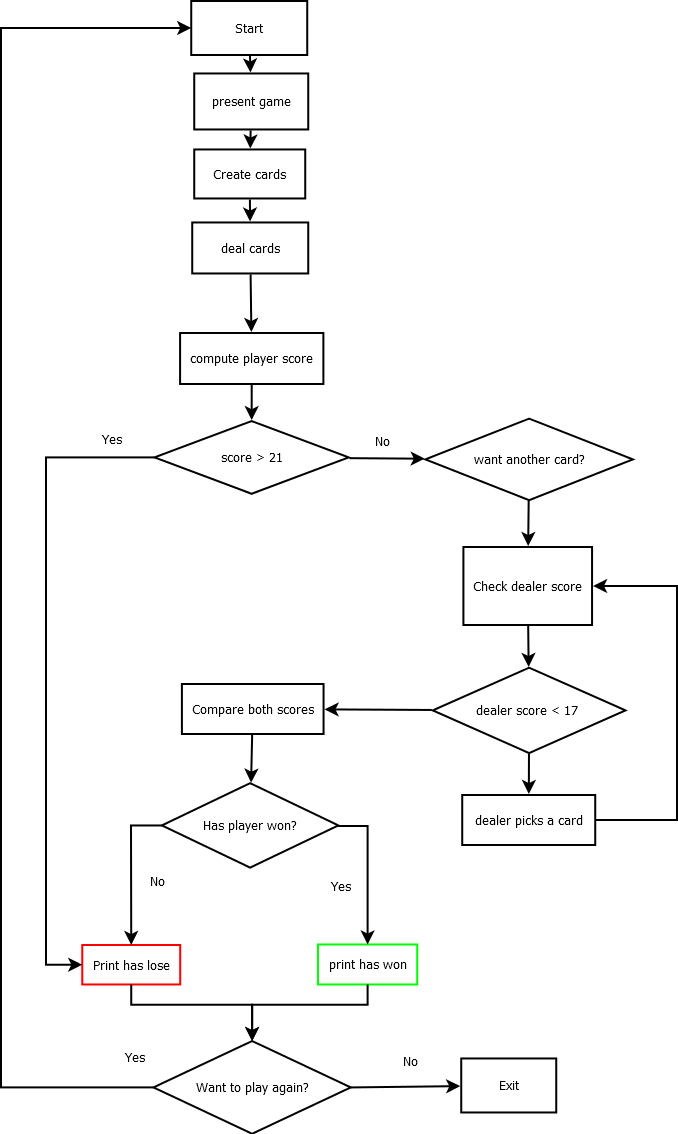 Start
present game
Create cards
deal cards
compute player score
Yes
score > 21
No
want another card?
Check dealer score
Compare both scores
dealer score < 17
Has player won?
dealer picks a card
No
Yes
Print has lose
print has won
Yes
Want to play again?
No
Exit